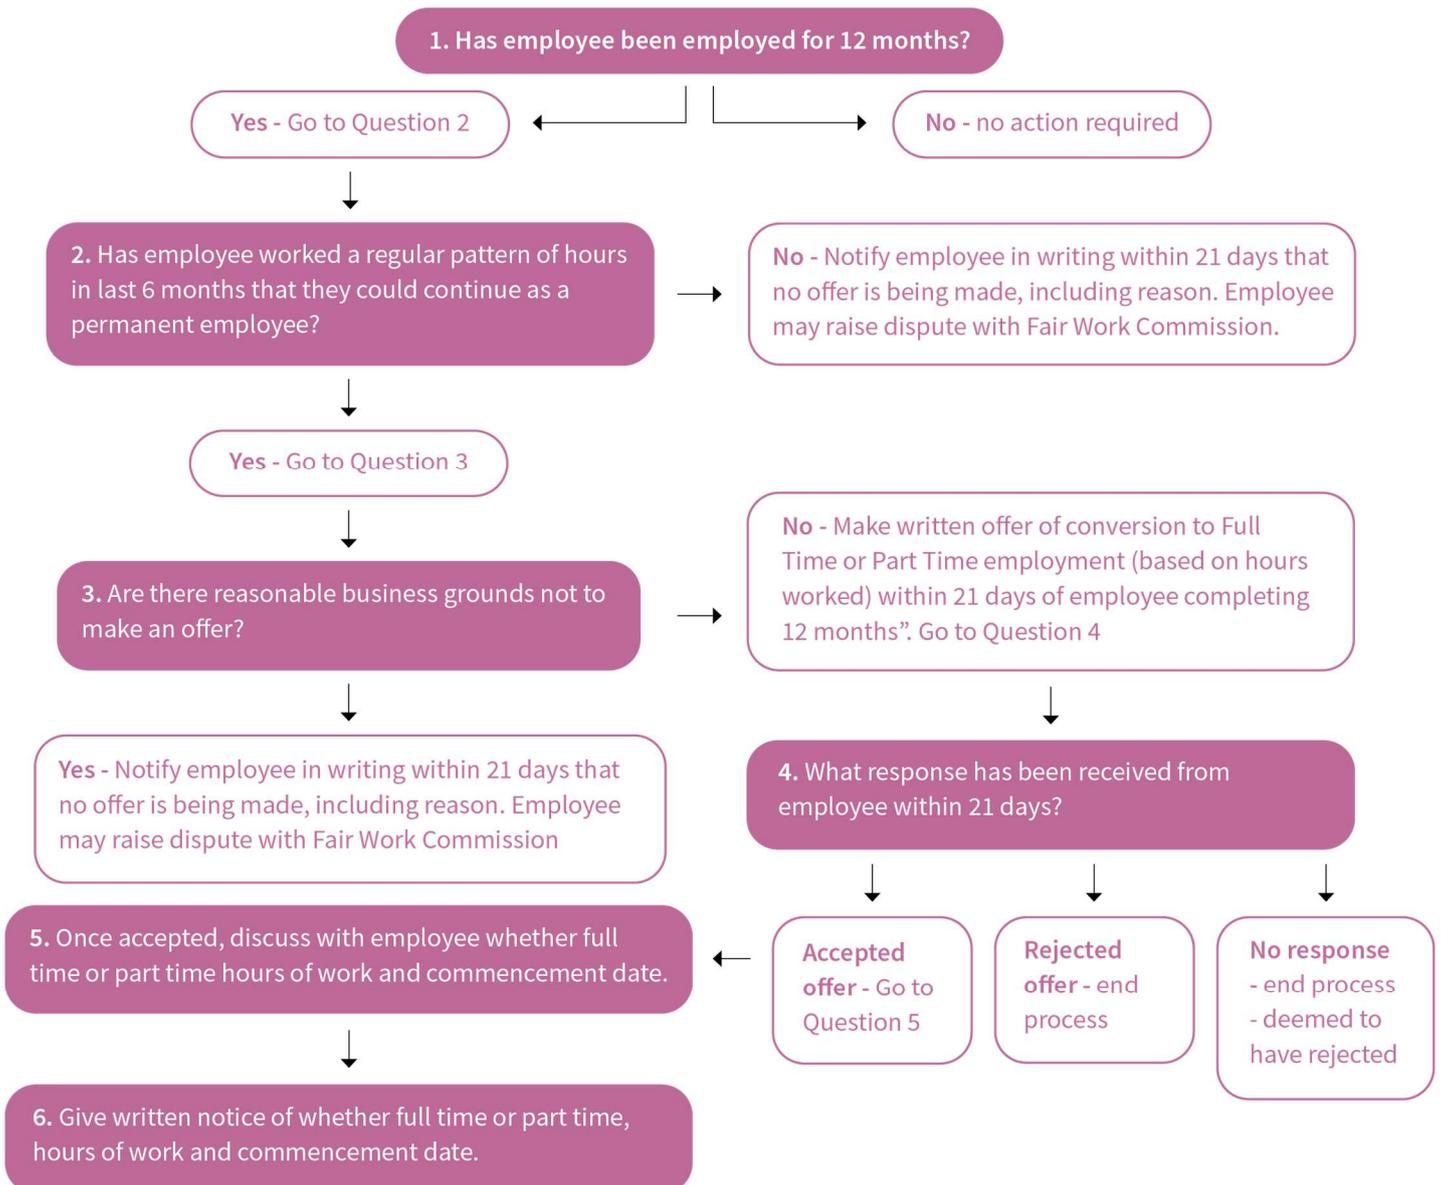 1. Has employee been employed for 12 months?
Yes - Go to Question 2
No - no action required
2. Has employee worked a regular pattern of hours
in last 6 months that they could continue as a
permanent employee?
No - Notify employee in writing within 21 days that
no offer is being made, including reason. Employee
may raise dispute with Fair Work Commission.
Yes - Go to Question 3
3. Are there reasonable business grounds not to
make an offer?
No - Make written offer of conversion to Full
Time or Part Time employment (based on hours
worked) within 21 days of employee completing
12 months”. Go to Question 4
Yes - Notify employee in writing within 21 days that
no offer is being made, including reason. Employee
may raise dispute with Fair Work Commission
4. What response has been received from
employee within 21 days?
Accepted
offer - Go to
Question 5
Rejected
offer - end
process
No response
- end process
- deemed to
have rejected
5. Once accepted, discuss with employee whether full
time or part time hours of work and commencement date.
6. Give written notice of whether full time or part time,
hours of work and commencement date.